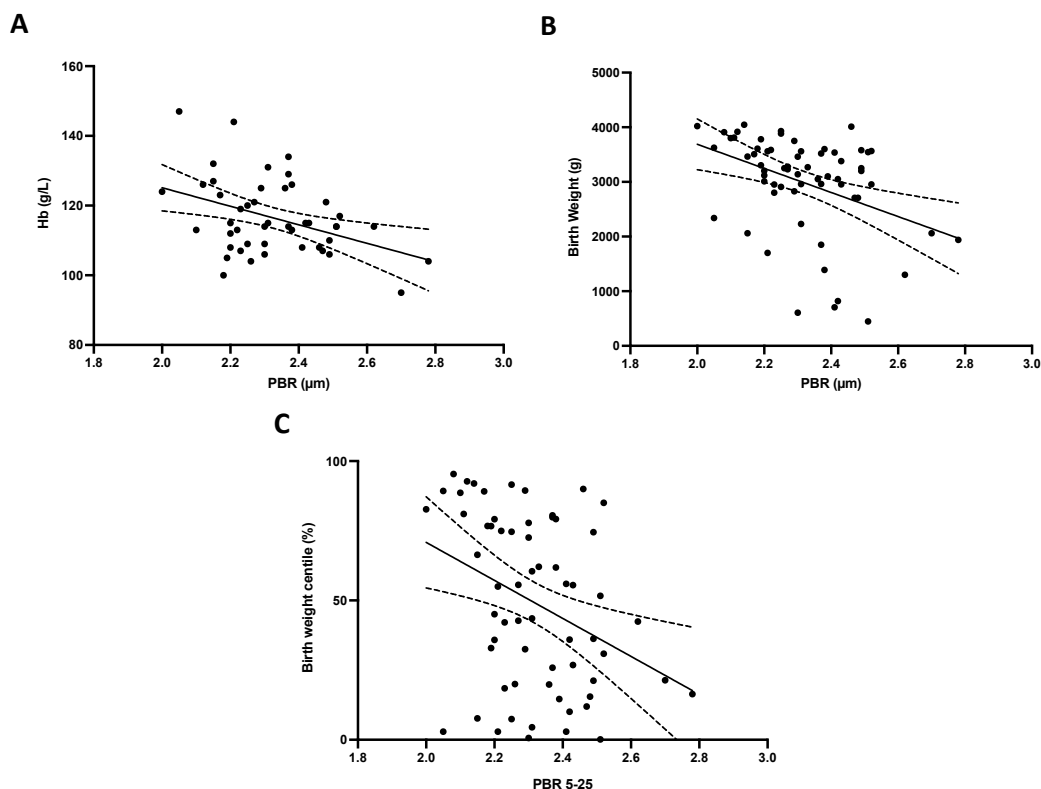 A
B
160
140
120
100
80
Hb (g/L)
1.8 2.0 2.2 2.4 2.6 2.8 3.0
PBR (µm)
5000
4000
3000
2000
1000
0
Birth Weight (g)
1.8 2.0 2.2 2.4 2.6 2.8 3.0
PBR (µm)
C
100
50
0
Birth weight centile (%)
1.8 2.0 2.2 2.4 2.6 2.8 3.0
PBR 5-25